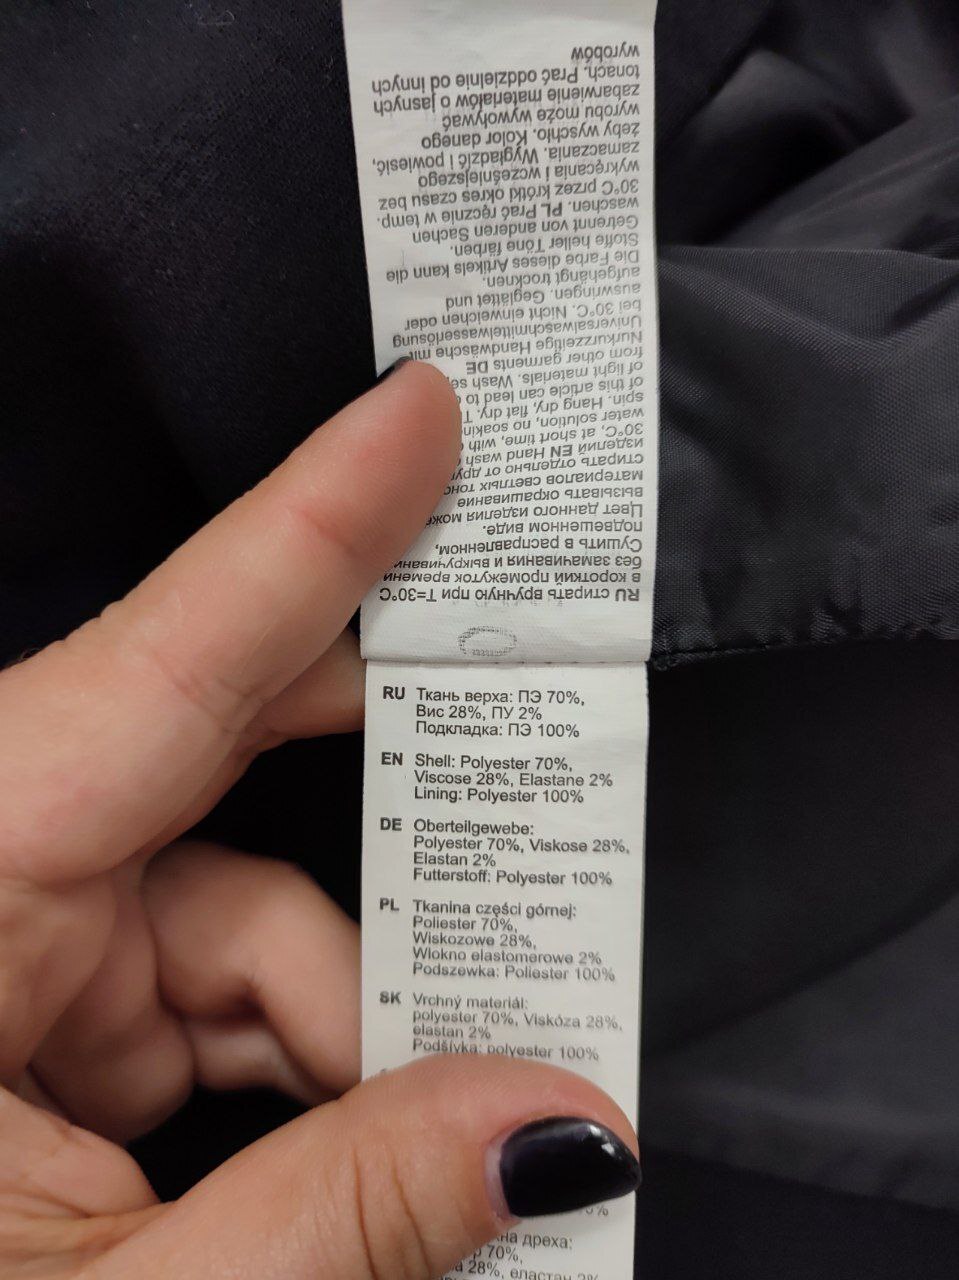 RU стирать вручную при Т=30°C
в короткий промежуток времени
без замачивания и
Сушить в расправленном,
подвешенном виде.
Цвет данного изделия
вызывать окрашивание
материалов светлых
стирать отдельно от
изделий EN Hand wash
30°C, at short time, with
water solution, no
spin. Hang dry, flat dry.
of this article can lead to
of light materials. Wash
from other garments DE
Nurkurzzeitige Handwäsche mit
Universalwaschmittelwasserlösung
bei 30°C. Nicht einweichen oder
auswringen. Geglättet und
aufgehängt trocknen.
Die Farbe dieses Artikels kann die
Stoffe heller Töne färben.
Getrennt von anderen Sachen
waschen. PL Prać ręcznie w temp.
30°C przez krótki okres czasu bez
wykręcania i wcześniejszego
zamaczania. Wygładzić i powiesić,
żeby wyschło. Kolor danego
wyrobu może wywoływać
zabarwienie materiałów o jasnych
tonach. Prać oddzielnie od innych
wyrobów
RU Ткань верха: ПЭ 70%,
Вис 28%, ПУ 2%
Подкладка: ПЭ 100%
EN Shell: Polyester 70%,
Viscose 28%, Elastane 2%
Lining: Polyester 100%
DE Oberteilgewebe:
Polyester 70%, Viskose 28%,
Elastan 2%
Futterstoff: Polyester 100%
PL Tkanina części górnej:
Poliester 70%,
Wiskozowe 28%,
Wlokno elastomerowe 2%
Podszewka: Poliester 100%
SK Vrchný materiál:
polyester 70%, Viskóza 28%,
elastan 2%
Podšívka: polyester 100%
дреха:
70%,
28%, еластан 2%